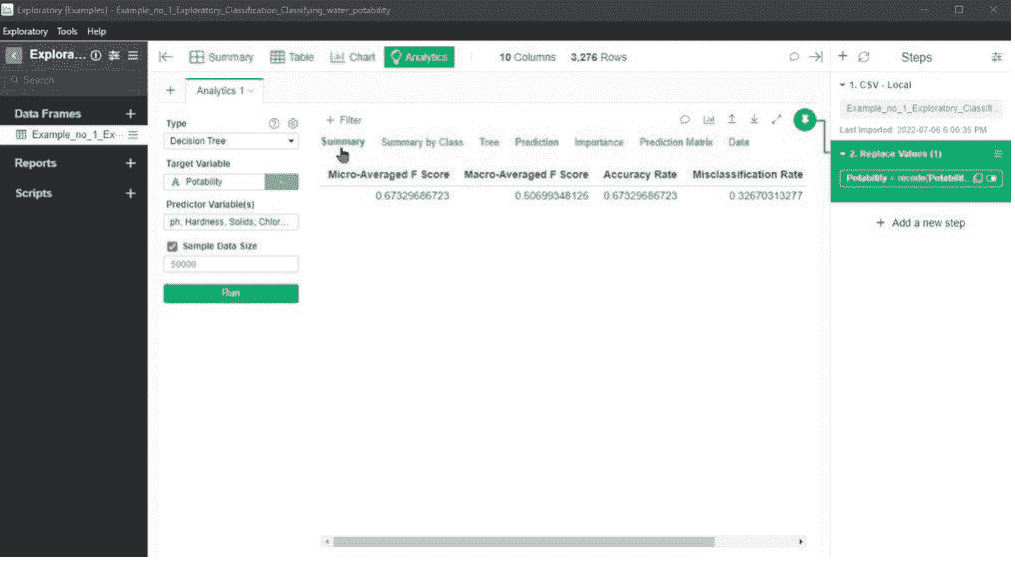 Exploratory (Examples) - Example_no_1_Exploratory_Classification_Classifying_water_potability
Exploratory Tools Help
Explora...
Search
Data Frames +
Example_no_1_Ex...
Reports +
Scripts +
Summary Table Chart Analytics 10 Columns 3,276 Rows
+ Analytics 1
Type
Decision Tree
Target Variable
A Potability
Predictor Variable(s)
ph, Hardness, Solids, Chlor...
Sample Data Size
50000
Run
+ Filter
Summary Summary by Class Tree Prediction Importance Prediction Matrix Data
Micro-Averaged F Score Macro-Averaged F Score Accuracy Rate Misclassification Rate
0.67329686723 0.60699348126 0.67329686723 0.32670313277
+ Steps
1. CSV - Local
Example_no_1_Exploratory_Classifi...
Last Imported: 2022-07-06 6:00:35 PM
2. Replace Values (1)
Potability = recode(Potabilit...
+ Add a new step